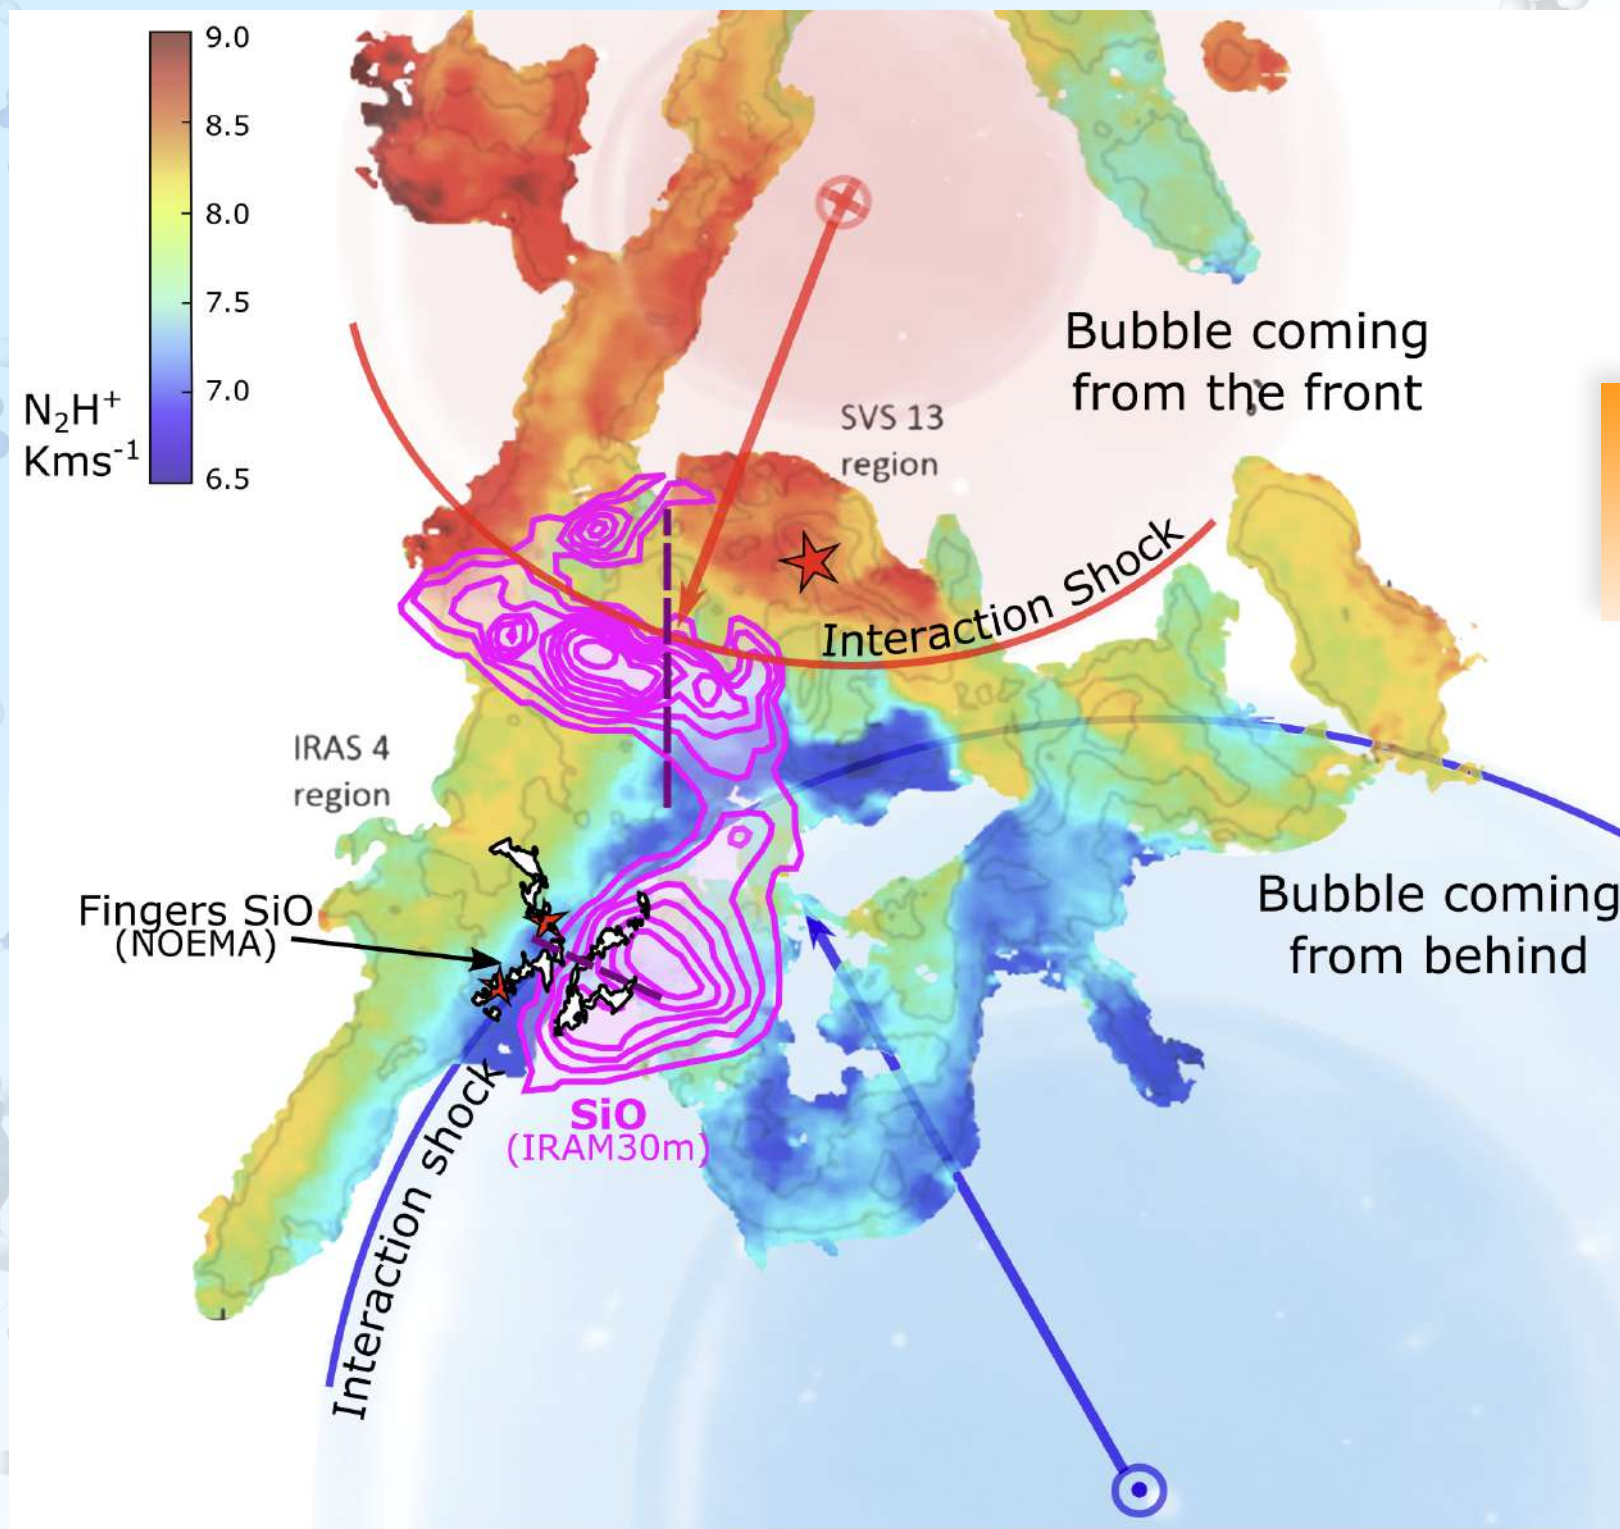 9.0
8.5
8.0
7.5
7.0
6.5
N₂H⁺
Kms⁻¹
Bubble coming
from the front
SVS 13
region
Interaction Shock
IRAS 4
region
Fingers SiO
(NOEMA)
Bubble coming
from behind
SiO
(IRAM30m)
Interaction shock